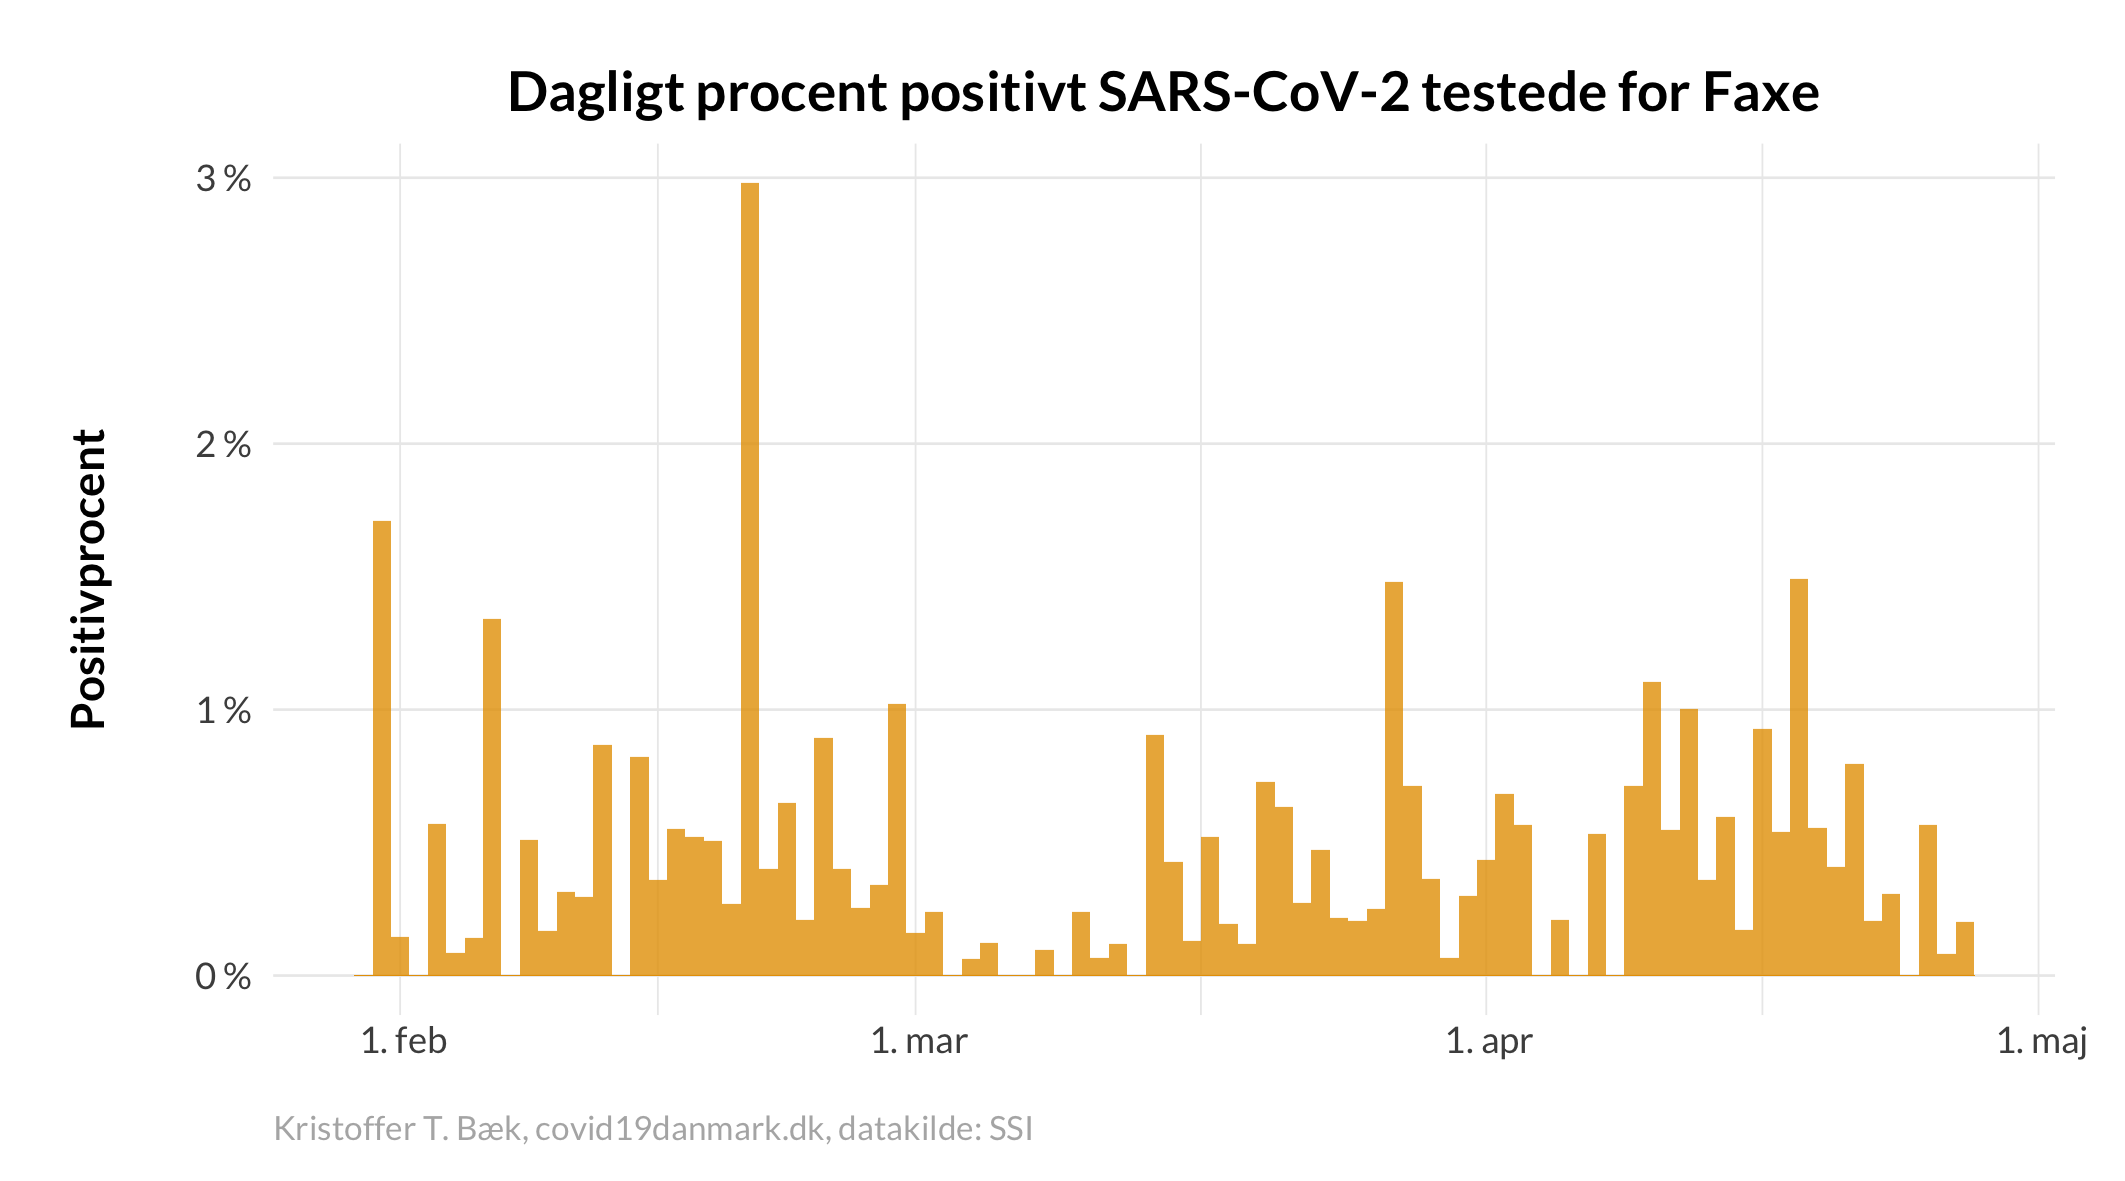 Dagligt procent positivt SARS-CoV-2 testede for Faxe
Positivprocent
3 %
2 %
1 %
0 %
1. feb
1. mar
1. apr
1. maj
Kristoffer T. Bæk, covid19danmark.dk, datakilde: SSI